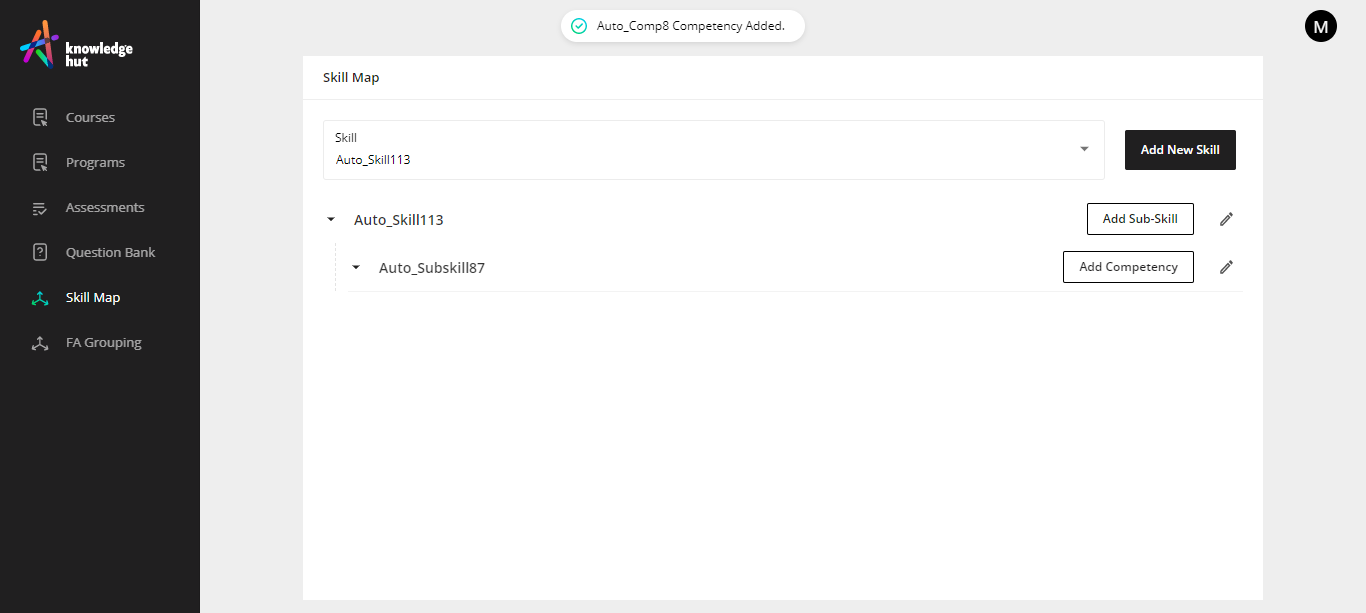 knowledge
hut
Courses
Programs
Assessments
Question Bank
Skill Map
FA Grouping
Auto_Comp8 Competency Added.
M
Skill Map
Skill
Auto_Skill113
Add New Skill
Auto_Skill113
Add Sub-Skill
Auto_Subskill87
Add Competency